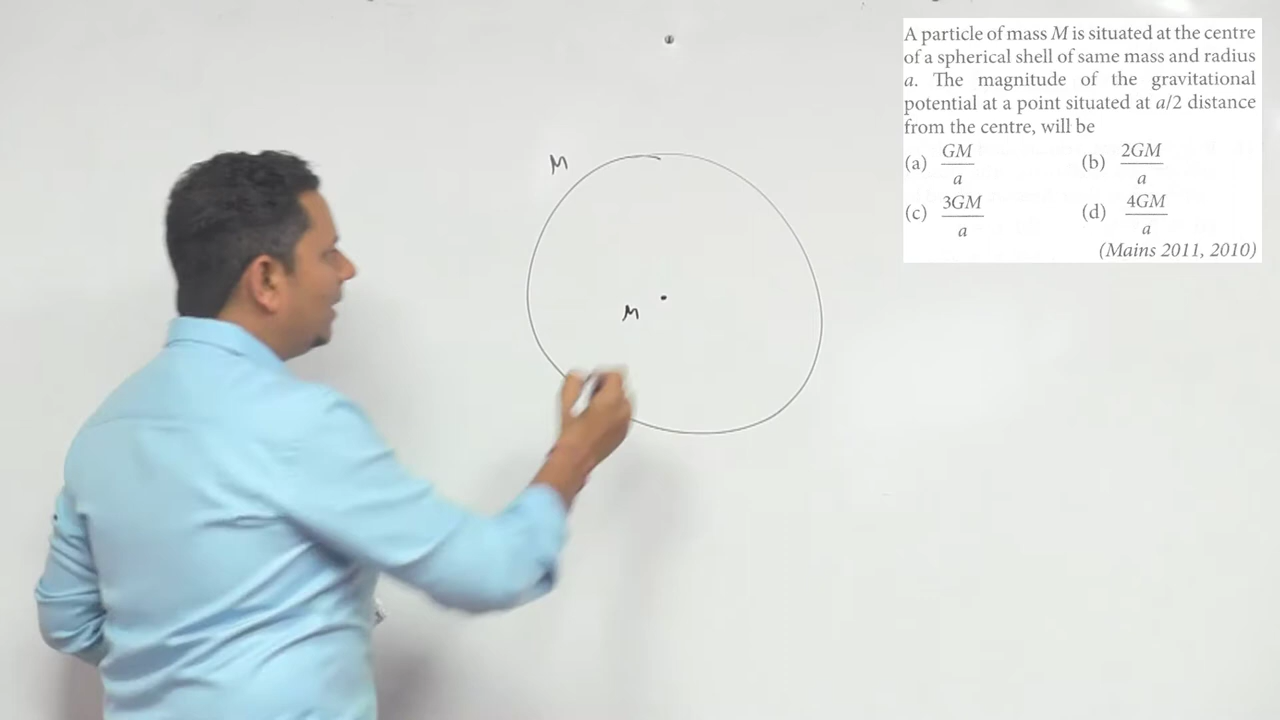 A particle of mass M is situated at the centre
of a spherical shell of same mass and radius
a. The magnitude of the gravitational
potential at a point situated at a/2 distance
from the centre, will be
(a) GM/a (b) 2GM/a
(c) 3GM/a (d) 4GM/a
(Mains 2011, 2010)
M
M